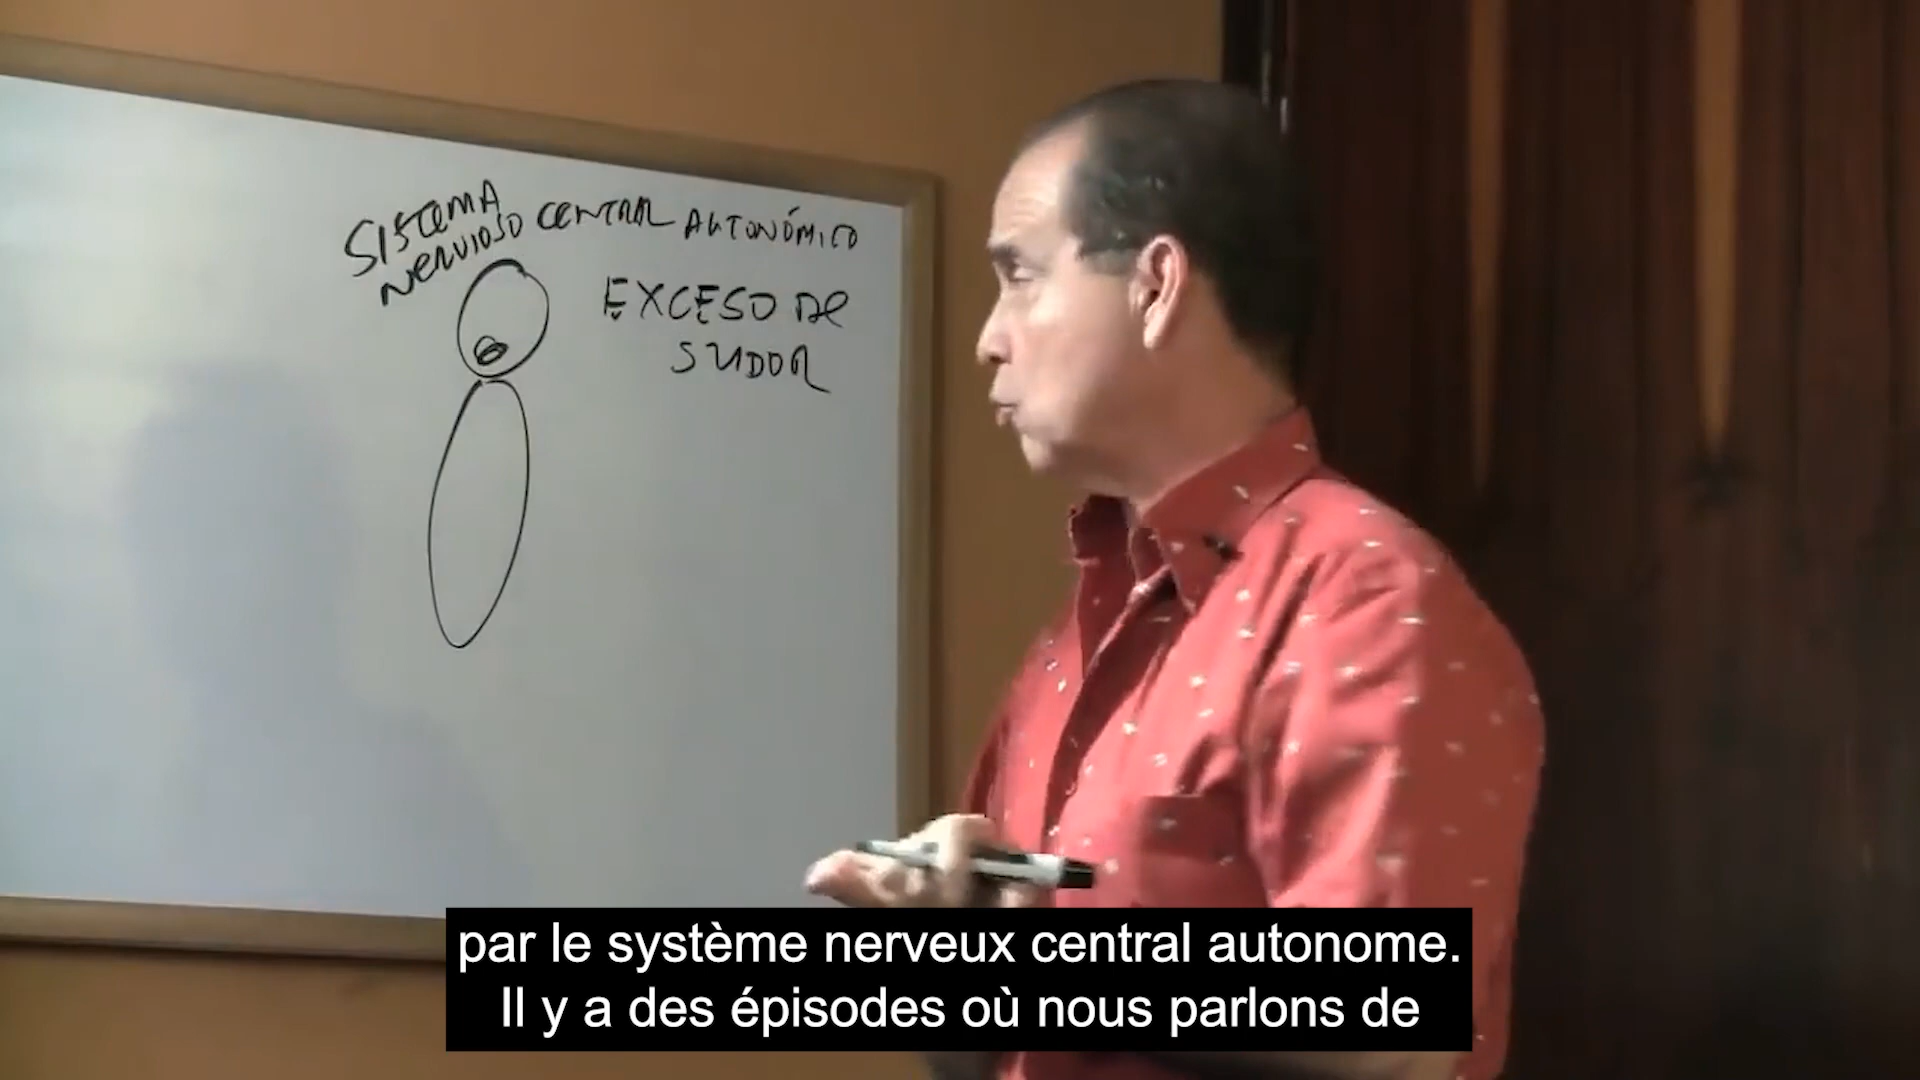 SISTEMA
NERVIOSO CENTRAL AUTONÓMICO
EXCESO DE
SUDOR
par le système nerveux central autonome.
Il y a des épisodes où nous parlons de